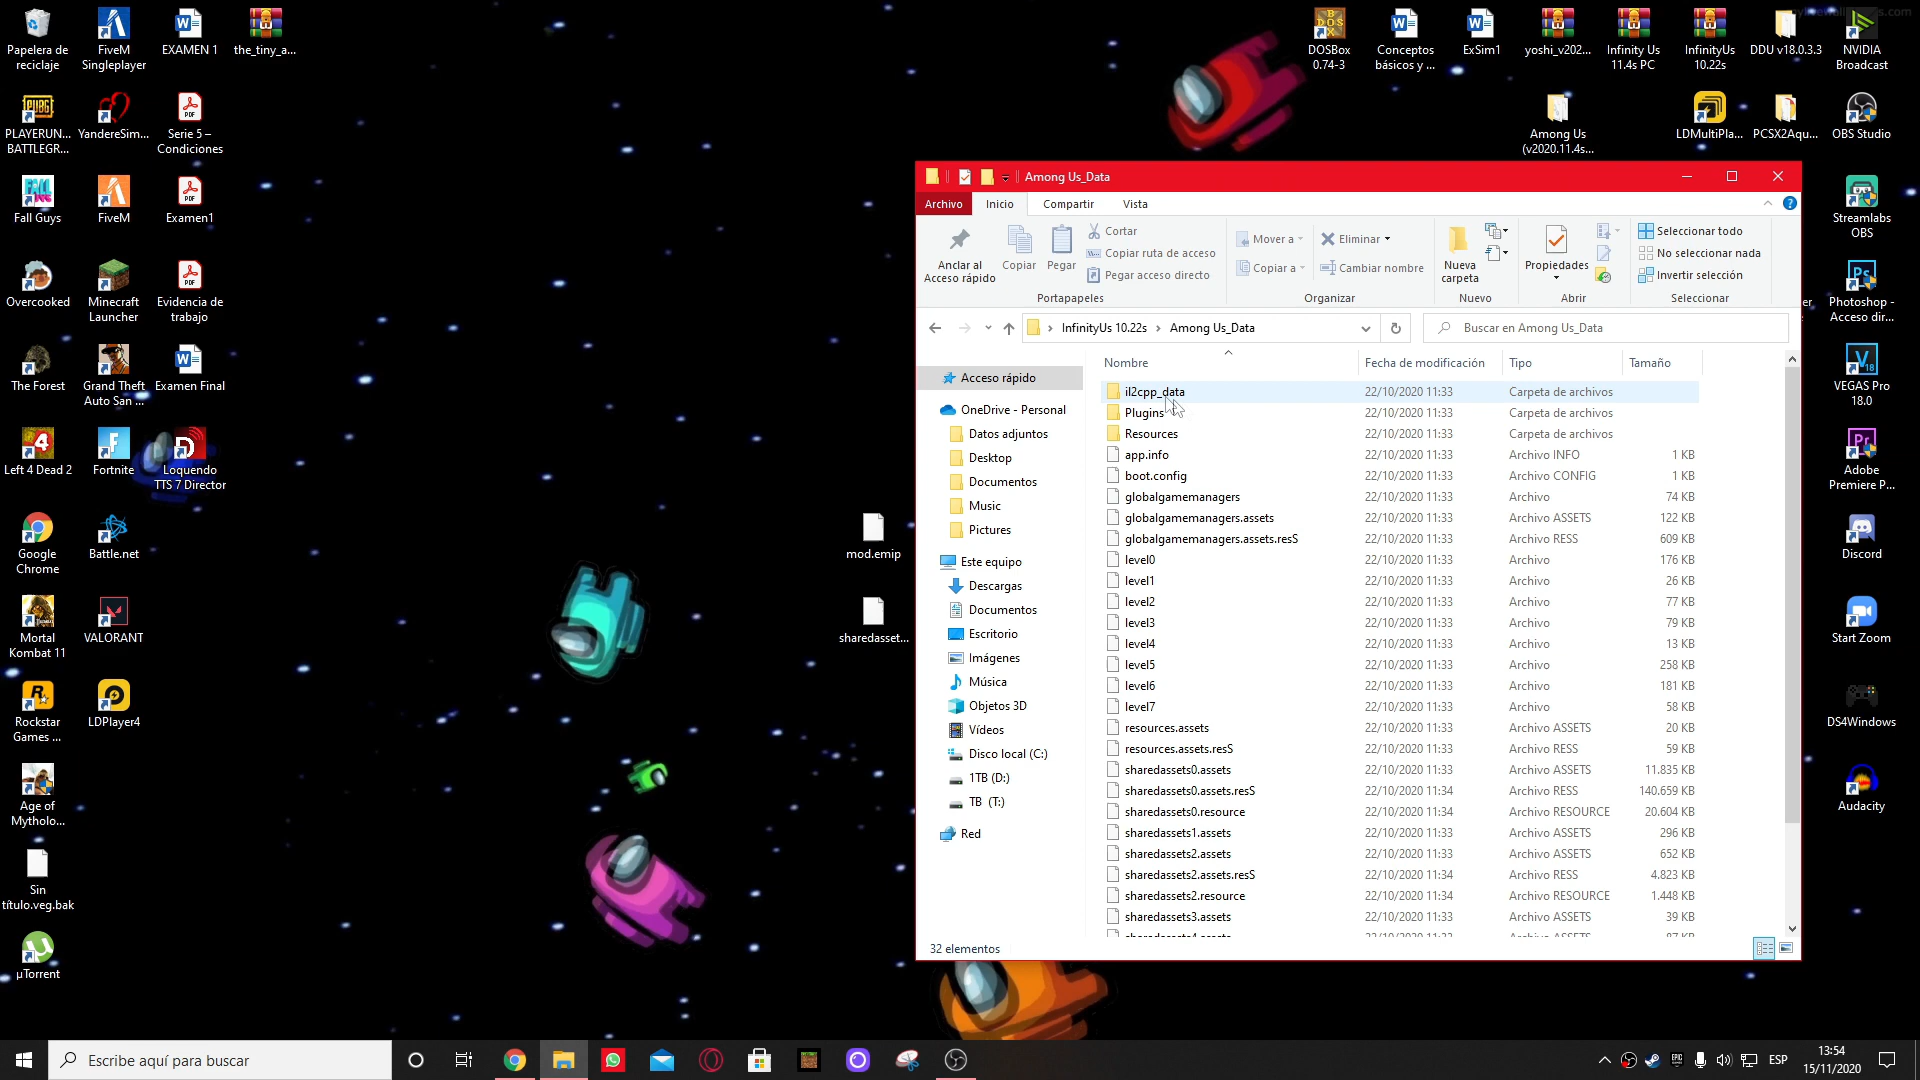 Papelera de
reciclaje
FiveM
Singleplayer
EXAMEN 1
the_tiny_a...
PLAYERUN...
BATTLEGR...
YandereSim...
Serie 5 –
Condiciones
Fall Guys
FiveM
Examen1
Overcooked
Minecraft
Launcher
Evidencia de
trabajo
The Forest
Grand Theft
Auto San ...
Examen Final
Left 4 Dead 2
Fortnite
Loquendo
TTS 7 Director
Google
Chrome
Battle.net
Mortal
Kombat 11
VALORANT
Rockstar
Games ...
LDPlayer4
Age of
Mytholo...
Sin
título.veg.bak
µTorrent
mod.emip
sharedasset...
DOSBox
0.74-3
Conceptos
básicos y ...
ExSim1
yoshi_v202...
Infinity Us
11.4s PC
InfinityUs
10.22s
DDU v18.0.3.3
NVIDIA
Broadcast
Among Us
(v2020.11.4s...
LDMultiPla...
PCSX2Aqu...
OBS Studio
Streamlabs
OBS
Photoshop -
Acceso dir...
VEGAS Pro
18.0
Adobe
Premiere P...
Discord
Start Zoom
DS4Windows
Audacity
Among Us_Data
Archivo
Inicio
Compartir
Vista
Anclar al
Acceso rápido
Copiar
Pegar
Cortar
Copiar ruta de acceso
Pegar acceso directo
Portapapeles
Mover a
Copiar a
Eliminar
Cambiar nombre
Organizar
Nueva
carpeta
Nuevo
Propiedades
Abrir
Seleccionar todo
No seleccionar nada
Invertir selección
Seleccionar
InfinityUs 10.22s > Among Us_Data
Buscar en Among Us_Data
Acceso rápido
OneDrive - Personal
Datos adjuntos
Desktop
Documentos
Music
Pictures
Este equipo
Descargas
Documentos
Escritorio
Imágenes
Música
Objetos 3D
Vídeos
Disco local (C:)
1TB (D:)
TB (T:)
Red
Nombre Fecha de modificación Tipo Tamaño
il2cpp_data 22/10/2020 11:33 Carpeta de archivos
Plugins 22/10/2020 11:33 Carpeta de archivos
Resources 22/10/2020 11:33 Carpeta de archivos
app.info 22/10/2020 11:33 Archivo INFO 1 KB
boot.config 22/10/2020 11:33 Archivo CONFIG 1 KB
globalgamemanagers 22/10/2020 11:33 Archivo 74 KB
globalgamemanagers.assets 22/10/2020 11:33 Archivo ASSETS 122 KB
globalgamemanagers.assets.resS 22/10/2020 11:33 Archivo RESS 609 KB
level0 22/10/2020 11:33 Archivo 176 KB
level1 22/10/2020 11:33 Archivo 26 KB
level2 22/10/2020 11:33 Archivo 77 KB
level3 22/10/2020 11:33 Archivo 79 KB
level4 22/10/2020 11:33 Archivo 13 KB
level5 22/10/2020 11:33 Archivo 258 KB
level6 22/10/2020 11:33 Archivo 181 KB
level7 22/10/2020 11:33 Archivo 58 KB
resources.assets 22/10/2020 11:33 Archivo ASSETS 20 KB
resources.assets.resS 22/10/2020 11:33 Archivo RESS 59 KB
sharedassets0.assets 22/10/2020 11:33 Archivo ASSETS 11.835 KB
sharedassets0.assets.resS 22/10/2020 11:34 Archivo RESS 140.659 KB
sharedassets0.resource 22/10/2020 11:34 Archivo RESOURCE 20.604 KB
sharedassets1.assets 22/10/2020 11:33 Archivo ASSETS 296 KB
sharedassets2.assets 22/10/2020 11:33 Archivo ASSETS 652 KB
sharedassets2.assets.resS 22/10/2020 11:34 Archivo RESS 4.823 KB
sharedassets2.resource 22/10/2020 11:34 Archivo RESOURCE 1.448 KB
sharedassets3.assets 22/10/2020 11:33 Archivo ASSETS 39 KB
32 elementos
Escribe aquí para buscar
ESP
13:54
15/11/2020